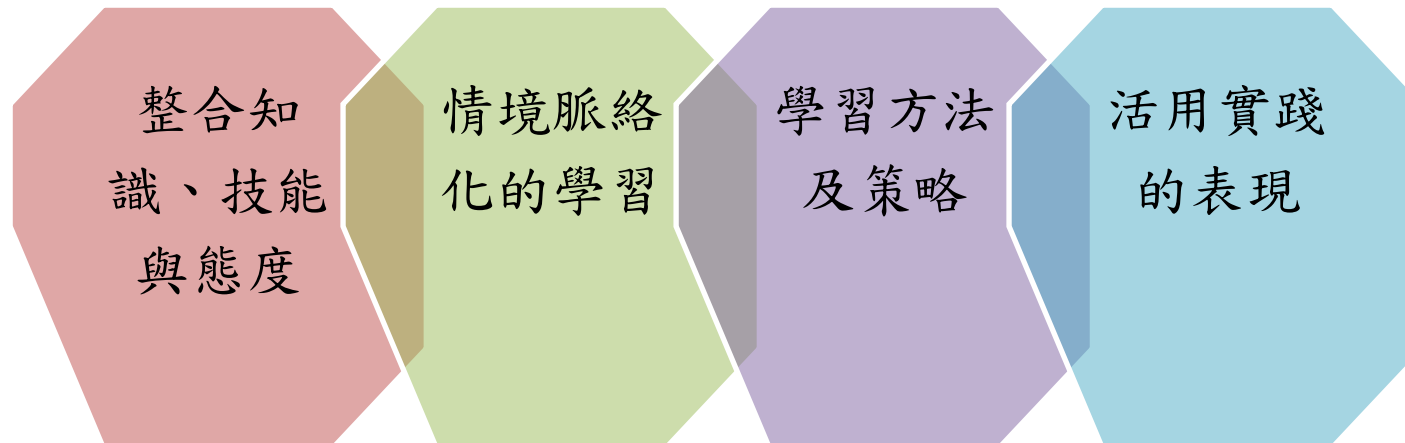 整合知
識、技能
與態度
情境脈絡
化的學習
學習方法
及策略
活用實踐
的表現